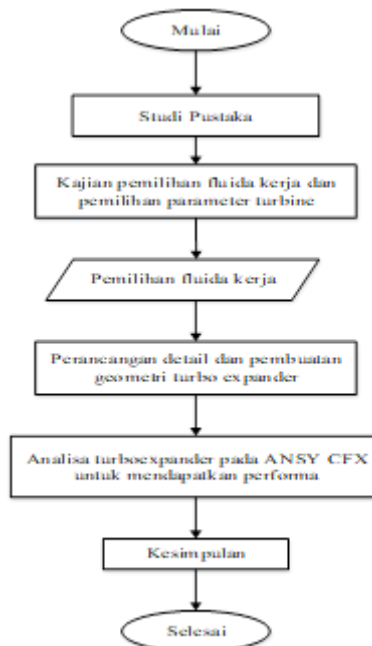 Mulai
Studi Pustaka
Kajian pemilihan fluida kerja dan
pemilihan parameter turbine
Pemilihan fluida kerja
Perancangan detail dan pembuatan
geometri turbo expander
Analisa turboexpander pada ANSY CFX
untuk mendapatkan performa
Kesimpulan
Selesai